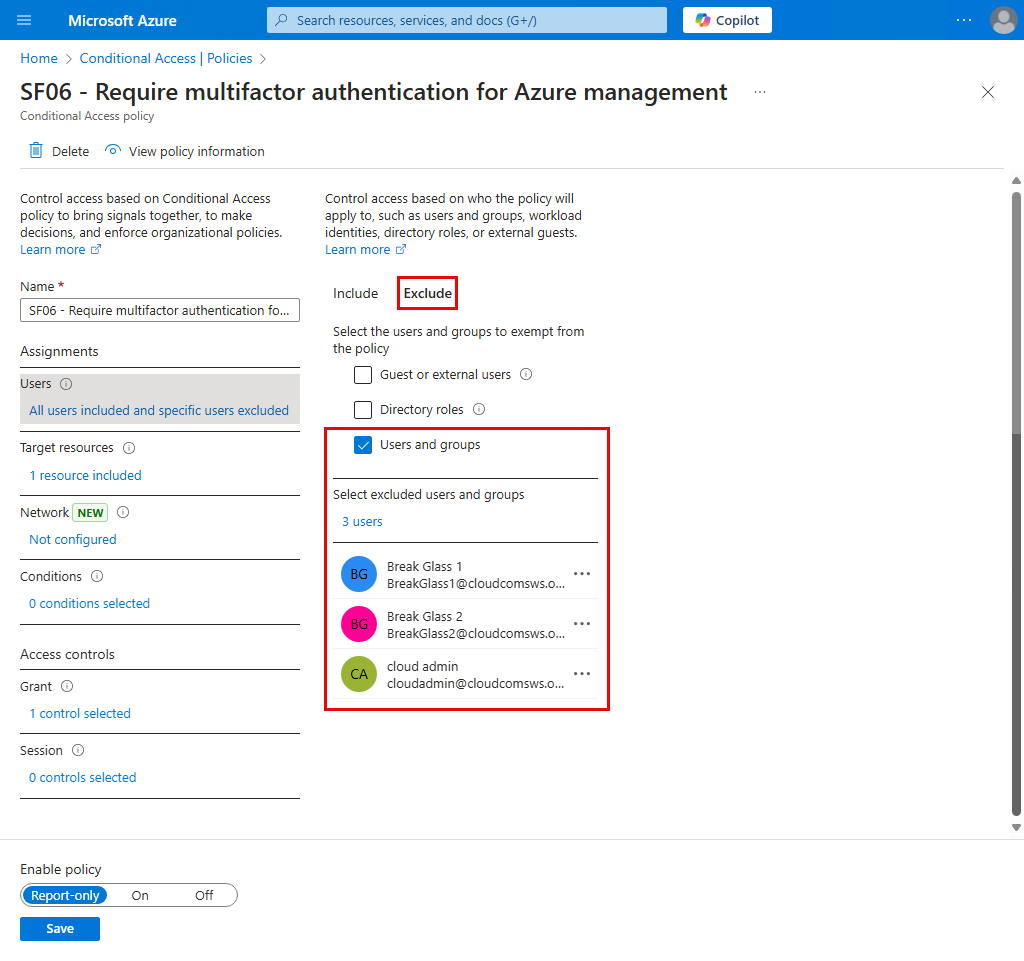 Microsoft Azure
Search resources, services, and docs (G+/)
Copilot
Home > Conditional Access | Policies >
SF06 - Require multifactor authentication for Azure management ...
Conditional Access policy
Delete
View policy information
Control access based on Conditional Access
policy to bring signals together, to make
decisions, and enforce organizational policies.
Learn more
Name *
SF06 - Require multifactor authentication fo...
Assignments
Users
All users included and specific users excluded
Target resources
1 resource included
Network NEW
Not configured
Conditions
0 conditions selected
Access controls
Grant
1 control selected
Session
0 controls selected
Control access based on who the policy will
apply to, such as users and groups, workload
identities, directory roles, or external guests.
Learn more
Include
Exclude
Select the users and groups to exempt from
the policy
Guest or external users
Directory roles
Users and groups
Select excluded users and groups
3 users
BG
Break Glass 1
BreakGlass1@cloudcomsws.o...
BG
Break Glass 2
BreakGlass2@cloudcomsws.o...
CA
cloud admin
cloudadmin@cloudcomsws.o...
Enable policy
Report-only
On
Off
Save